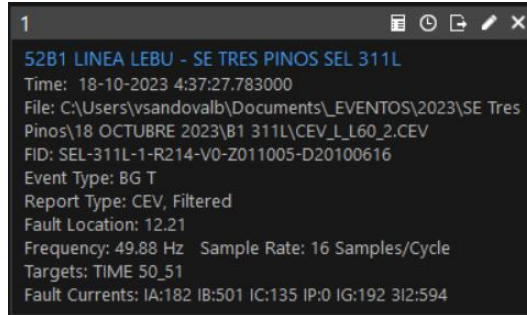 1
52B1 LINEA LEBU - SE TRES PINOS SEL 311L
Time:  18-10-2023 4:37:27.783000
File: C:\Users\vsandovalb\Documents\_EVENTOS\2023\SE Tres
Pinos\18 OCTUBRE 2023\B1 311L\CEV_L_L60_2.CEV
FID: SEL-311L-1-R214-V0-Z011005-D20100616
Event Type: BG T
Report Type: CEV, Filtered
Fault Location: 12.21
Frequency: 49.88 Hz   Sample Rate: 16 Samples/Cycle
Targets: TIME 50_51
Fault Currents: IA:182 IB:501 IC:135 IP:0 IG:192 3I2:594